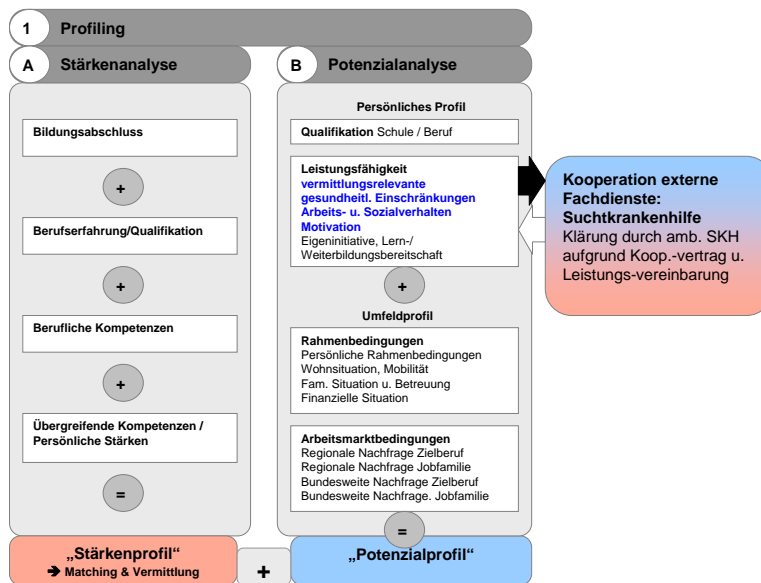 1 Profiling
A Stärkenanalyse
Bildungsabschluss
+
Berufserfahrung/Qualifikation
+
Berufliche Kompetenzen
+
Übergreifende Kompetenzen /
Persönliche Stärken
=
„Stärkenprofil“
➔ Matching & Vermittlung
+
B Potenzialanalyse
Persönliches Profil
Qualifikation Schule / Beruf
Leistungsfähigkeit
vermittlungsrelevante
gesundheitl. Einschränkungen
Arbeits- u. Sozialverhalten
Motivation
Eigeninitiative, Lern-/
Weiterbildungsbereitschaft
+
Umfeldprofil
Rahmenbedingungen
Persönliche Rahmenbedingungen
Wohnsituation, Mobilität
Fam. Situation u. Betreuung
Finanzielle Situation
Arbeitsmarktbedingungen
Regionale Nachfrage Zielberuf
Regionale Nachfrage Jobfamilie
Bundesweite Nachfrage Zielberuf
Bundesweite Nachfrage. Jobfamilie
=
„Potenzialprofil“
Kooperation externe
Fachdienste:
Suchtkrankenhilfe
Klärung durch amb. SKH
aufgrund Koop.-vertrag u.
Leistungs-vereinbarung